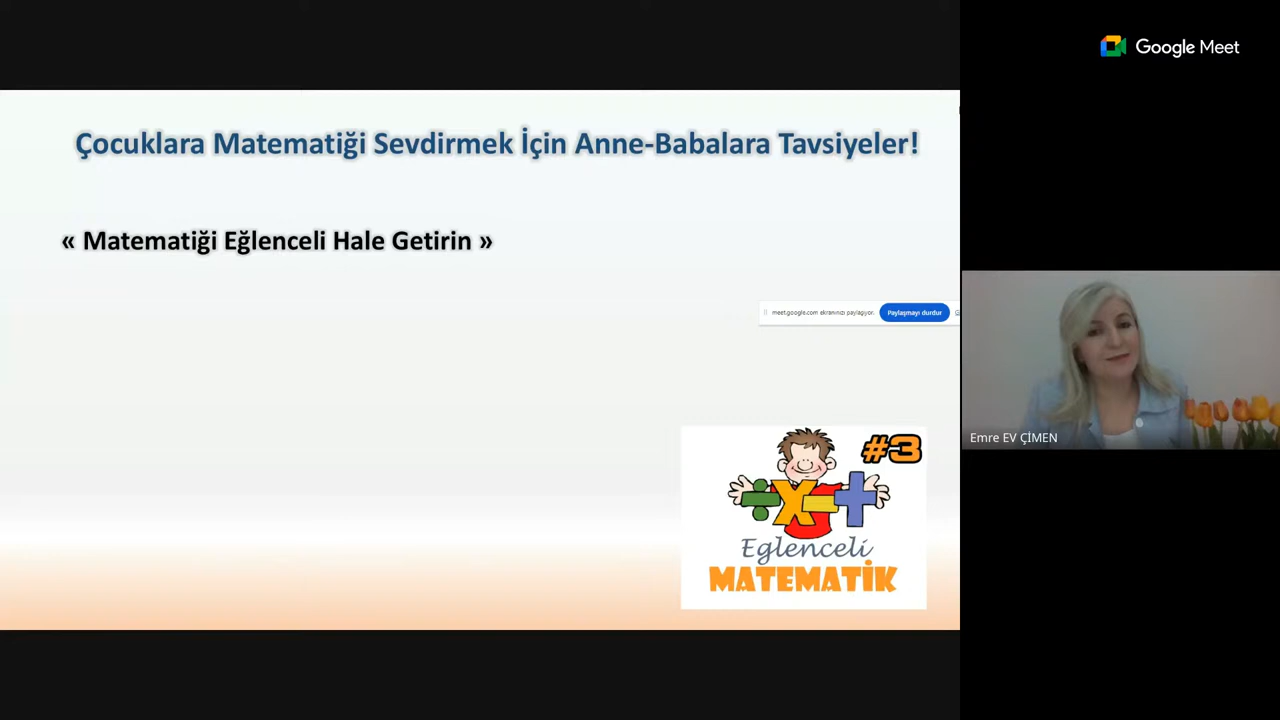 Google Meet
Çocuklara Matematiği Sevdirmek İçin Anne-Babalara Tavsiyeler!
« Matematiği Eğlenceli Hale Getirin »
meet.google.com ekranınızı paylaşıyor.
Paylaşmayı durdur
#3
÷x-+
Eğlenceli
MATEMATİK
Emre EV ÇİMEN